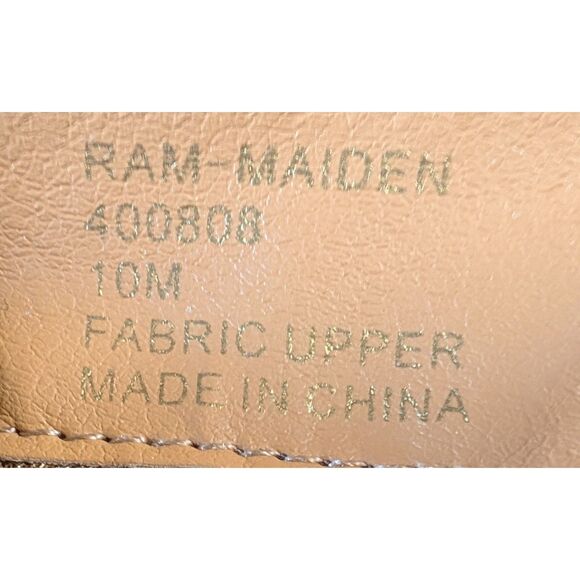 RAM-MAIDEN
400808
10M
FABRIC UPPER
MADE IN CHINA